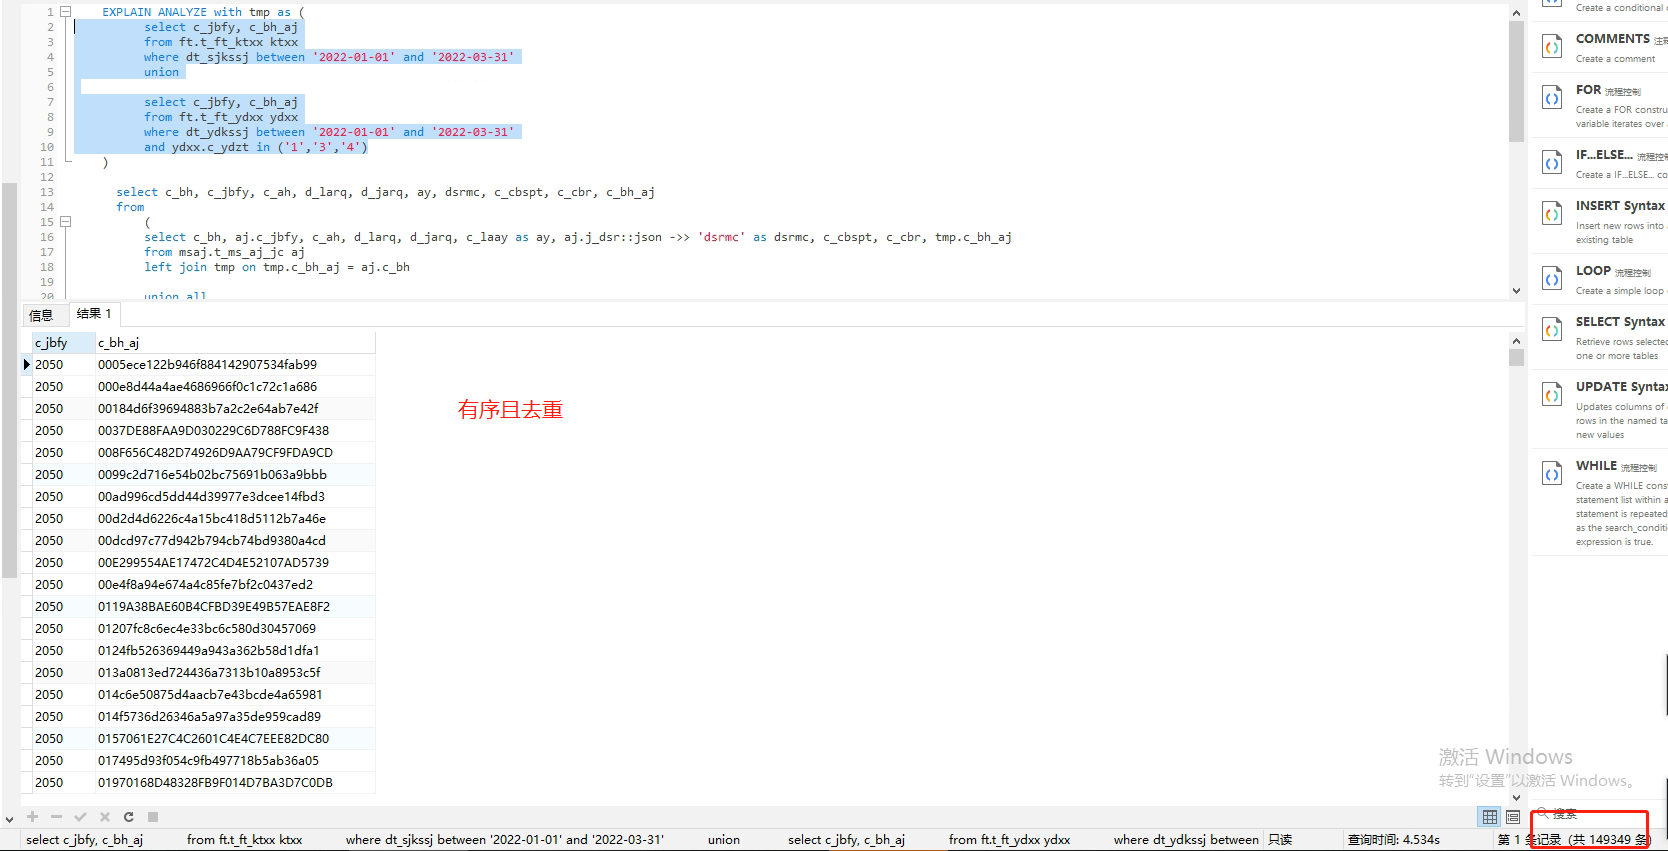 1 EXPLAIN ANALYZE with tmp as (
2 select c_jbfy, c_bh_aj
3 from ft.t_ft_ktxx ktxx
4 where dt_sjkssj between '2022-01-01' and '2022-03-31'
5 union
6
7 select c_jbfy, c_bh_aj
8 from ft.t_ft_ydxx ydxx
9 where dt_ydkssj between '2022-01-01' and '2022-03-31'
10 and ydxx.c_ydzt in ('1','3','4')
11 )
12
13 select c_bh, c_jbfy, c_ah, d_larq, d_jarq, ay, dsrmc, c_cbspt, c_cbr, c_bh_aj
14 from
15 (
16 select c_bh, aj.c_jbfy, c_ah, d_larq, d_jarq, c_laay as ay, aj.j_dsr::json ->> 'dsrmc' as dsrmc, c_cbspt, c_cbr, tmp.c_bh_aj
17 from msaj.t_ms_aj_jc aj
18 left join tmp on tmp.c_bh_aj = aj.c_bh
19
20 union all
信息 结果 1
c_jbfy c_bh_aj
2050 0005ece122b946f884142907534fab99
2050 000e8d44a4ae4686966f0c1c72c1a686
2050 00184d6f39694883b7a2c2e64ab7e42f
2050 0037DE88FAA9D030229C6D788FC9F438
2050 008F656C482D74926D9AA79CF9FDA9CD
2050 0099c2d716e54b02bc75691b063a9bbb
2050 00ad996cd5dd44d39977e3dcee14fbd3
2050 00d2d4d6226c4a15bc418d5112b7a46e
2050 00dcd97c77d942b794cb74bd9380a4cd
2050 00E299554AE17472C4D4E52107AD5739
2050 00e4f8a94e674a4c85fe7bf2c0437ed2
2050 0119A38BAE60B4CFBD39E49B57EAE8F2
2050 01207fc8c6ec4e33bc6c580d30457069
2050 0124fb526369449a943a362b58d1dfa1
2050 013a0813ed724436a7313b10a8953c5f
2050 014c6e50875d4aacb7e43bcde4a65981
2050 014f5736d26346a5a97a35de959cad89
2050 0157061E27C4C2601C4E4C7EEE82DC80
2050 017495d93f054c9fb497718b5ab36a05
2050 01970168D48328FB9F014D7BA3D7C0DB
有序且去重
Create a conditional
COMMENTS 注释
Create a comment
FOR 流程控制
Create a FOR constru
variable iterates over
IF...ELSE... 流程控制
Create a IF...ELSE... co
INSERT Syntax
Insert new rows into
existing table
LOOP 流程控制
Create a simple loop
SELECT Syntax
Retrieve rows selected
one or more tables
UPDATE Syntax
Updates columns of
rows in the named ta
new values
WHILE 流程控制
Create a WHILE cons
statement list within a
statement is repeated
as the search_conditi
expression is true.
激活 Windows
转到"设置"以激活 Windows。
搜索
select c_jbfy, c_bh_aj from ft.t_ft_ktxx ktxx where dt_sjkssj between '2022-01-01' and '2022-03-31' union select c_jbfy, c_bh_aj from ft.t_ft_ydxx ydxx where dt_ydkssj between 只读 查询时间: 4.534s 第 1 条记录 (共 149349 条)